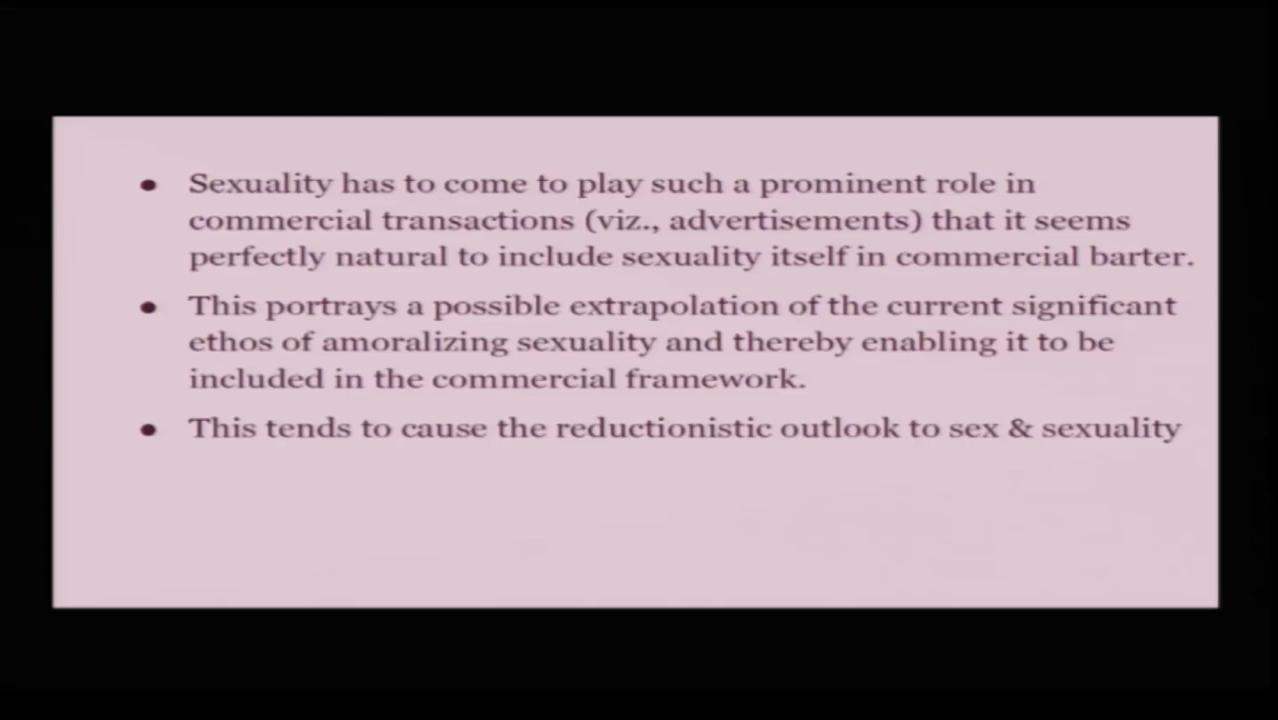 • Sexuality has to come to play such a prominent role in
commercial transactions (viz., advertisements) that it seems
perfectly natural to include sexuality itself in commercial barter.
• This portrays a possible extrapolation of the current significant
ethos of amoralizing sexuality and thereby enabling it to be
included in the commercial framework.
• This tends to cause the reductionistic outlook to sex & sexuality